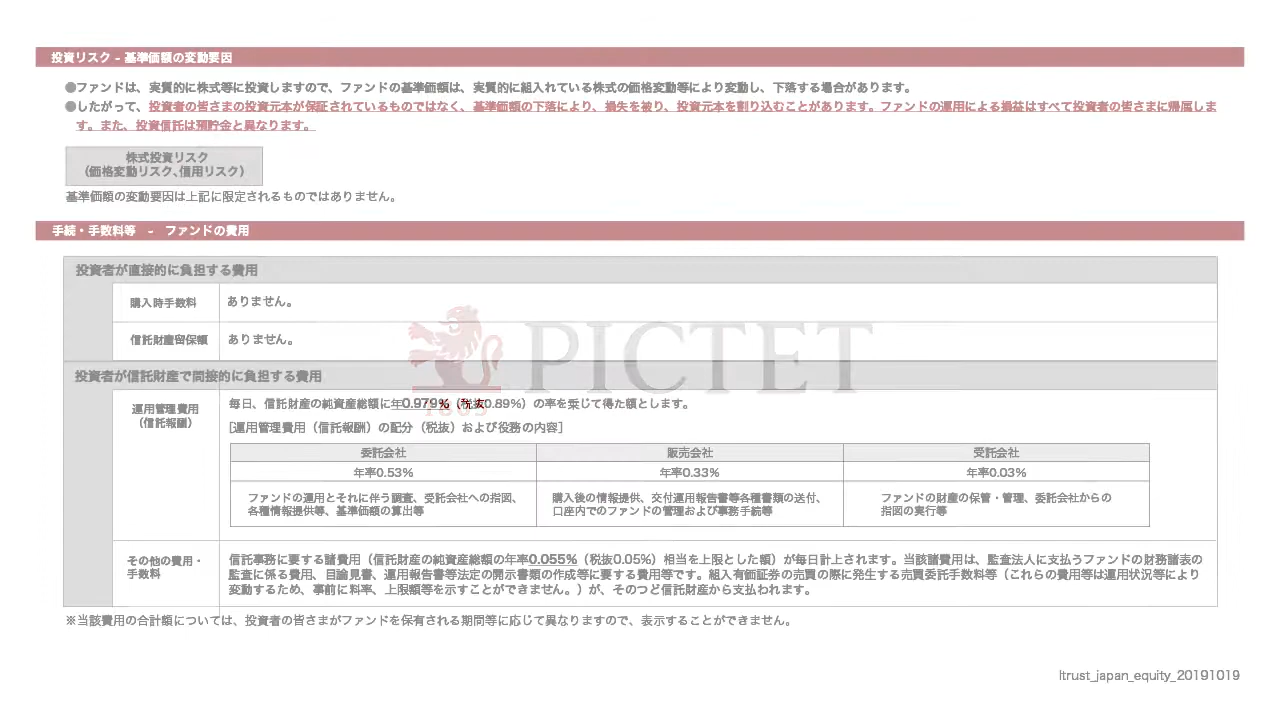 投資リスク - 基準価額の変動要因
●ファンドは、実質的に株式等に投資しますので、ファンドの基準価額は、実質的に組入れている株式の価格変動等により変動し、下落する場合があります。
●したがって、投資者の皆さまの投資元本が保証されているものではなく、基準価額の下落により、損失を被り、投資元本を割り込むことがあります。ファンドの運用による損益はすべて投資者の皆さまに帰属しま
す。また、投資信託は預貯金と異なります。
株式投資リスク
（価格変動リスク、信用リスク）
基準価額の変動要因は上記に限定されるものではありません。
手続・手数料等　-　ファンドの費用
投資者が直接的に負担する費用
購入時手数料
ありません。
信託財産留保額
ありません。
PICTET
1805
投資者が信託財産で間接的に負担する費用
運用管理費用
（信託報酬）
毎日、信託財産の純資産総額に年0.979%（税抜0.89%）の率を乗じて得た額とします。
[運用管理費用（信託報酬）の配分（税抜）および役務の内容]
委託会社
販売会社
受託会社
年率0.53%
年率0.33%
年率0.03%
ファンドの運用とそれに伴う調査、受託会社への指図、
各種情報提供等、基準価額の算出等
購入後の情報提供、交付運用報告書等各種書類の送付、
口座内でのファンドの管理および事務手続等
ファンドの財産の保管・管理、委託会社からの
指図の実行等
その他の費用・
手数料
信託事務に要する諸費用（信託財産の純資産総額の年率0.055%（税抜0.05%）相当を上限とした額）が毎日計上されます。当該諸費用は、監査法人に支払うファンドの財務諸表の
監査に係る費用、目論見書、運用報告書等法定の開示書類の作成等に要する費用等です。組入有価証券の売買の際に発生する売買委託手数料等（これらの費用等は運用状況等により
変動するため、事前に料率、上限額等を示すことができません。）が、そのつど信託財産から支払われます。
※当該費用の合計額については、投資者の皆さまがファンドを保有される期間等に応じて異なりますので、表示することができません。
Itrust_japan_equity_20191019